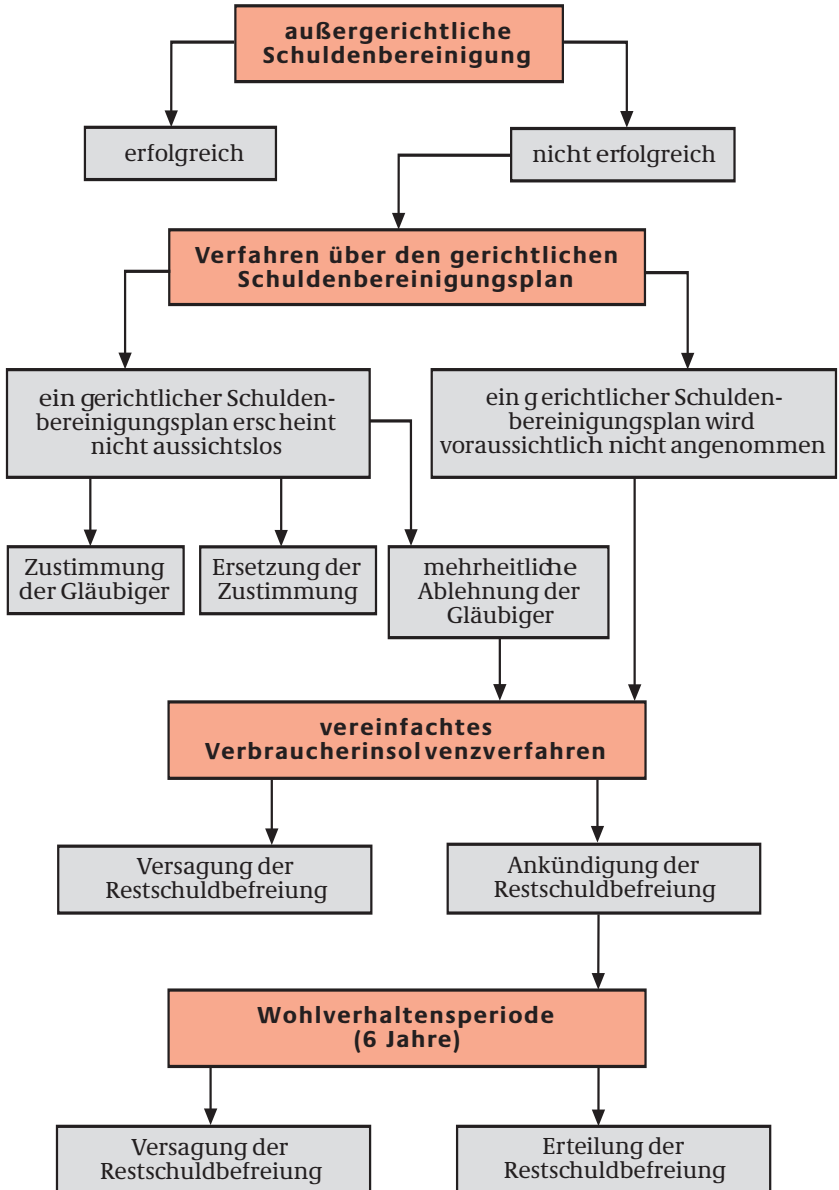 außergerichtliche
Schuldenbereinigung
erfolgreich
nicht erfolgreich
Verfahren über den gerichtlichen
Schuldenbereinigungsplan
ein gerichtlicher Schulden-
bereinigungsplan erscheint
nicht aussichtslos
ein gerichtlicher Schulden-
bereinigungsplan wird
voraussichtlich nicht angenommen
Zustimmung
der Gläubiger
Ersetzung der
Zustimmung
mehrheitliche
Ablehnung der
Gläubiger
vereinfachtes
Verbraucherinsolvenzverfahren
Versagung der
Restschuldbefreiung
Ankündigung der
Restschuldbefreiung
Wohlverhaltensperiode
(6 Jahre)
Versagung der
Restschuldbefreiung
Erteilung der
Restschuldbefreiung